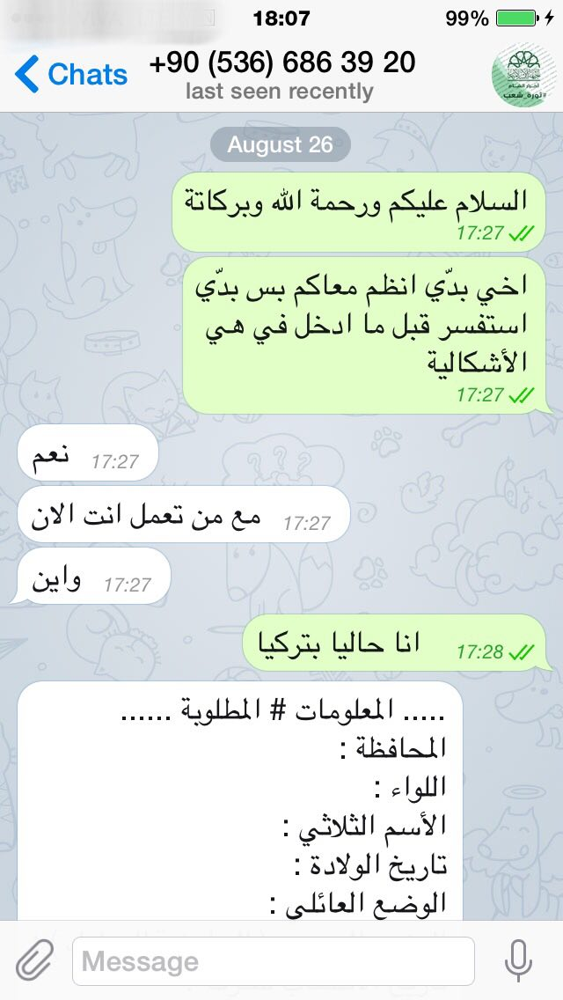 18:07
99%
Chats
+90 (536) 686 39 20
last seen recently
#ثورة_شعب
August 26
السلام عليكم ورحمة الله وبركاتة
17:27
اخي بدّي انظم معاكم بس بدّي
استفسر قبل ما ادخل في هي
الأشكالية
17:27
نعم 17:27
مع من تعمل انت الان 17:27
واين 17:27
انا حاليا بتركيا 17:28
..... المعلومات # المطلوبة ......
المحافظة :
اللواء :
الأسم الثلاثي :
تاريخ الولادة :
الوضع العائلي :
Message